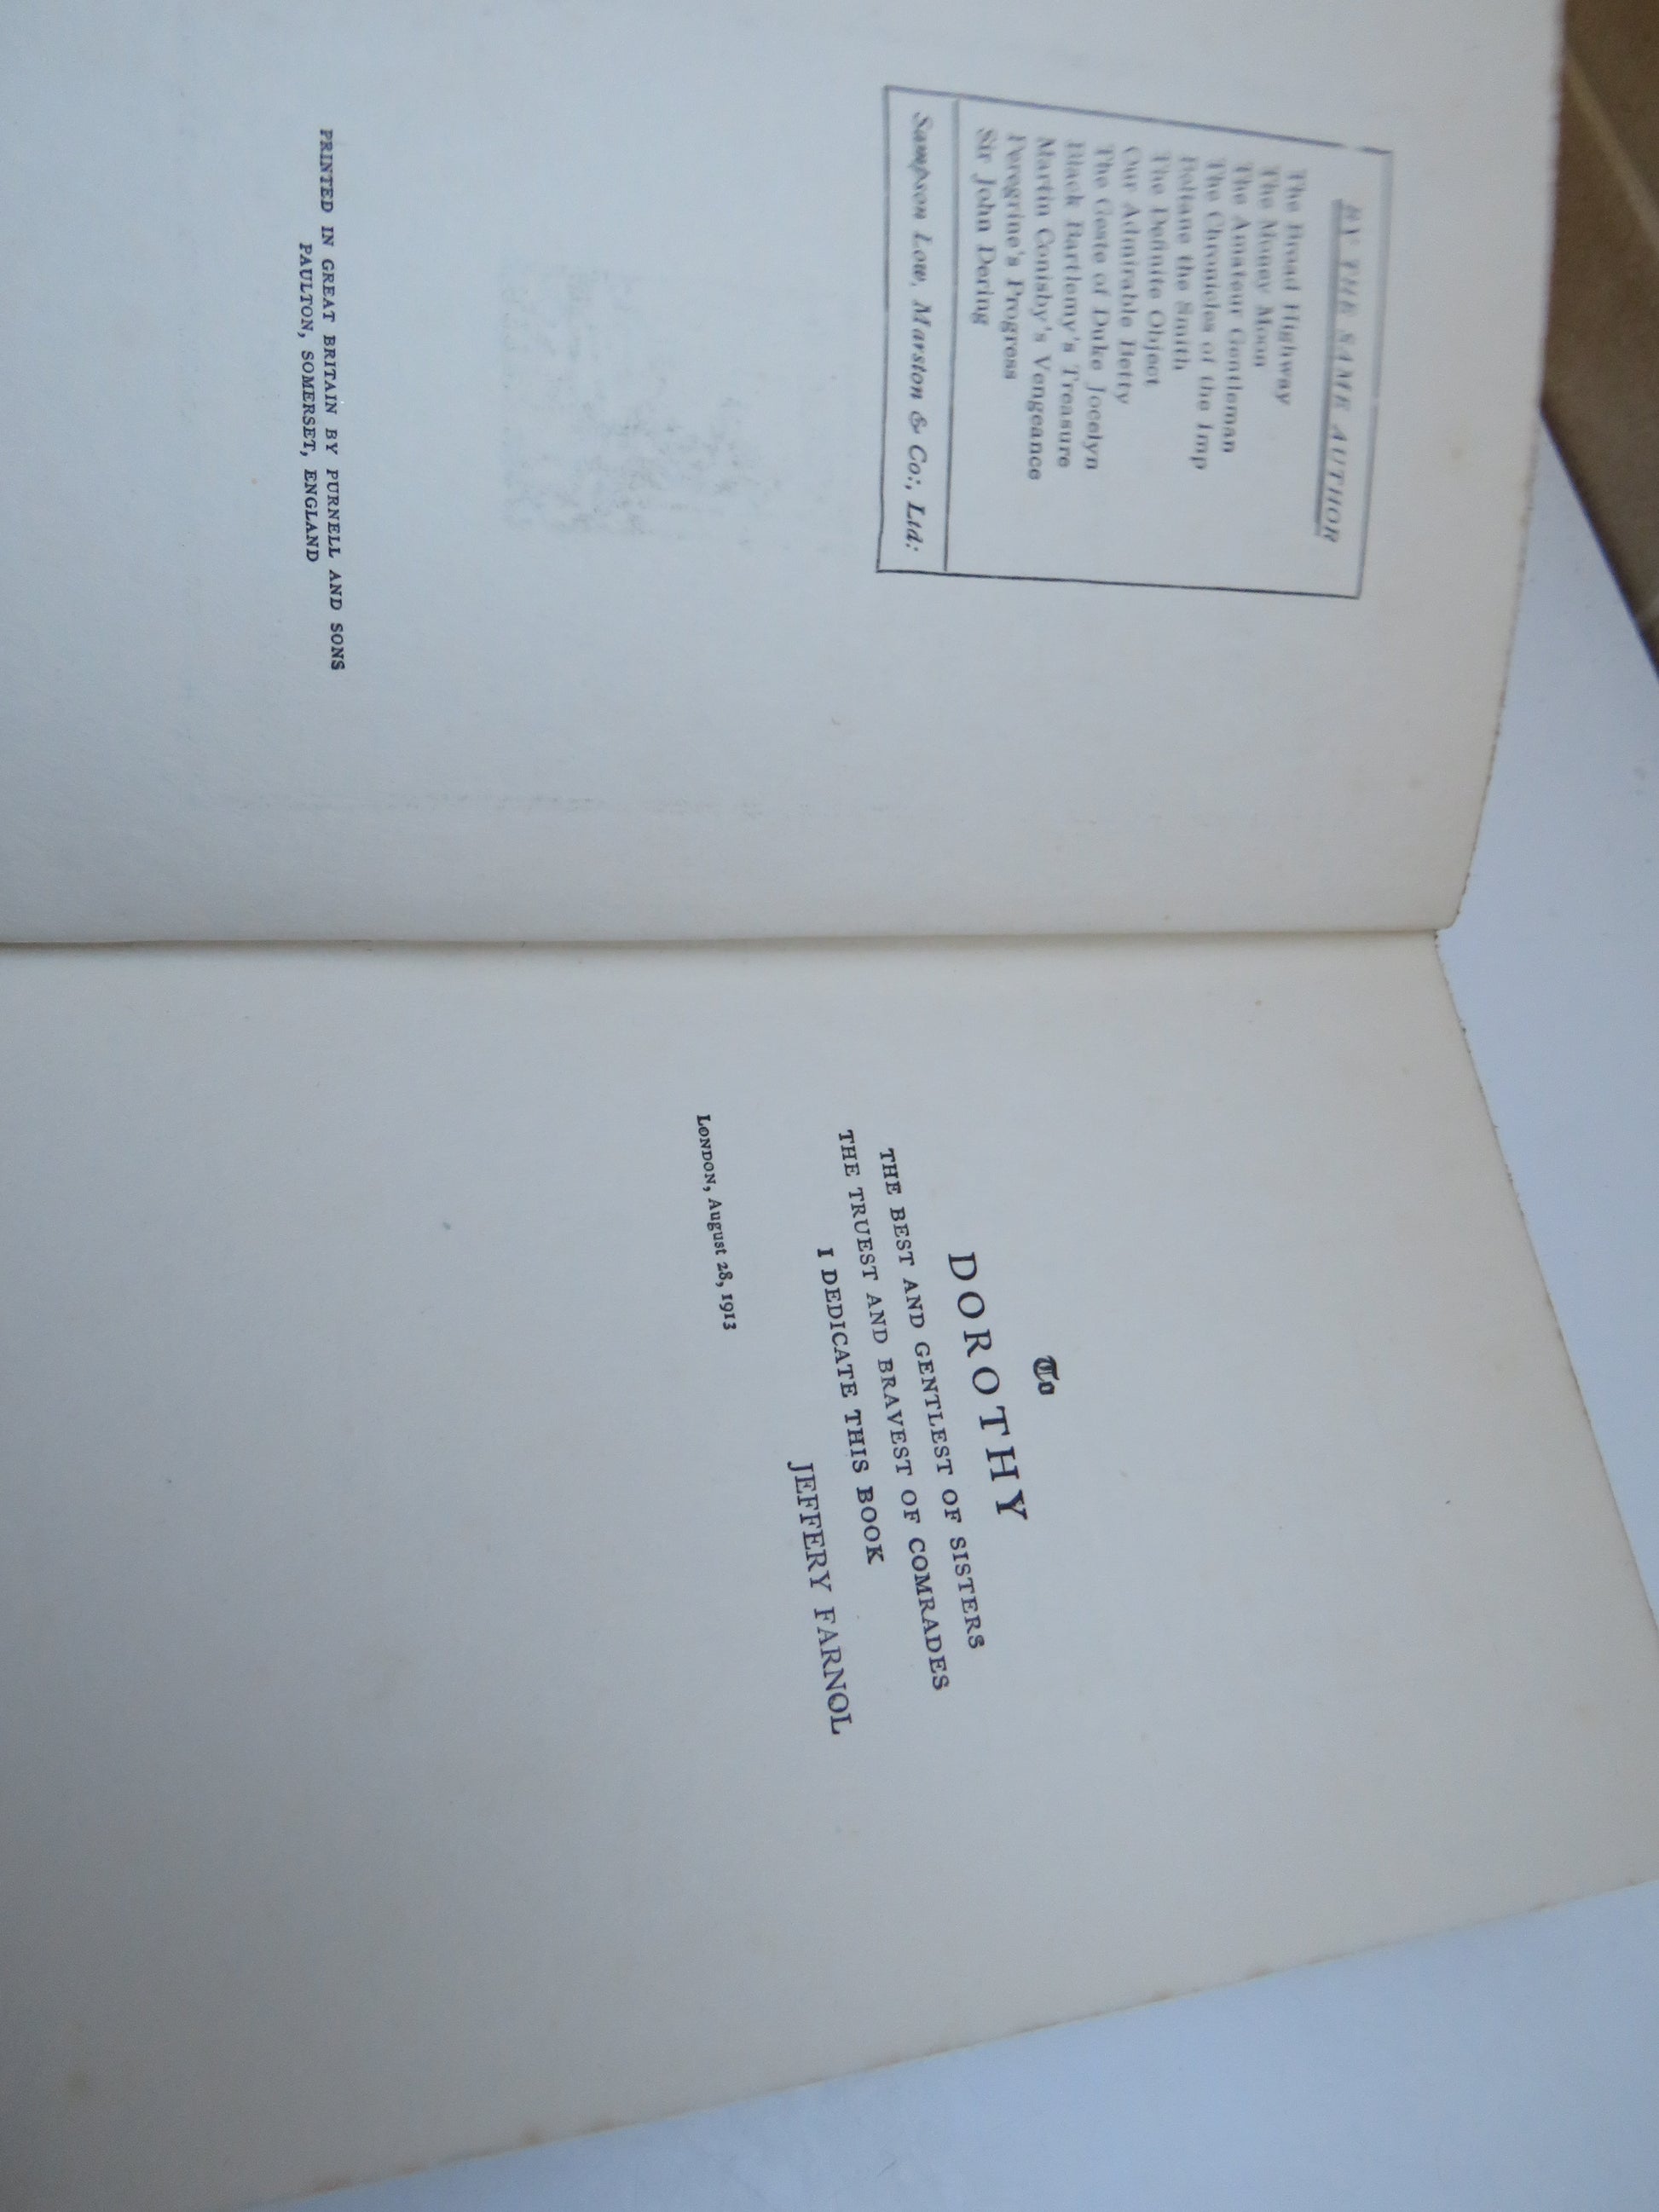 BY THE SAME AUTHOR
The Broad Highway
The Money Moon
The Amateur Gentleman
The Chronicles of the Imp
Beltane the Smith
The Definite Object
Our Admirable Betty
The Geste of Duke Jocelyn
Black Bartlemy's Treasure
Martin Conisby's Vengeance
Peregrine's Progress
Sir John Dering
Sampson Low, Marston & Co., Ltd.
PRINTED IN GREAT BRITAIN BY PURNELL AND SONS
PAULTON, SOMERSET, ENGLAND
To
DOROTHY
THE BEST AND GENTLEST OF SISTERS
THE TRUEST AND BRAVEST OF COMRADES
I DEDICATE THIS BOOK
JEFFERY FARNOL
LONDON, August 28, 1913